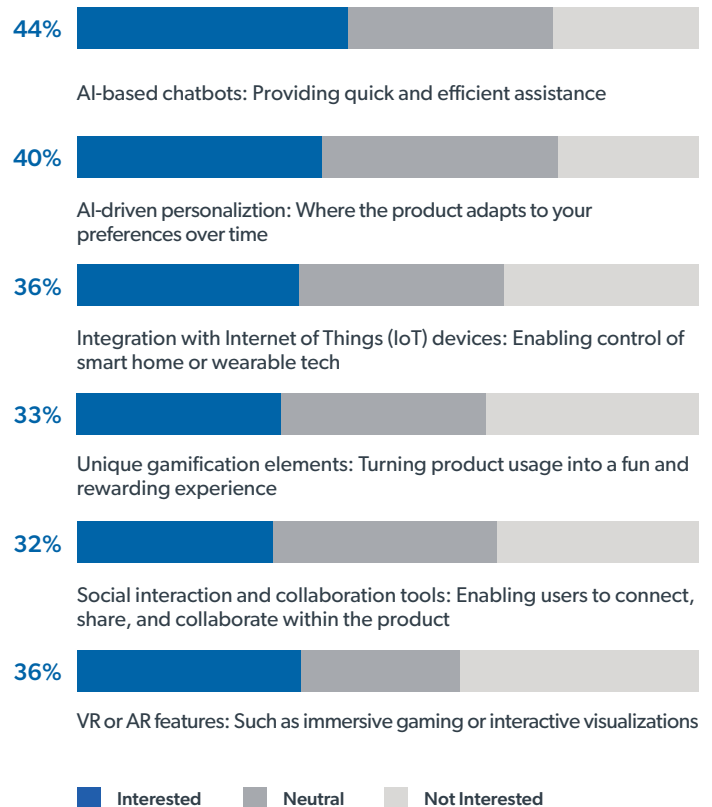 44%
AI-based chatbots: Providing quick and efficient assistance
40%
AI-driven personaliztion: Where the product adapts to your
preferences over time
36%
Integration with Internet of Things (IoT) devices: Enabling control of
smart home or wearable tech
33%
Unique gamification elements: Turning product usage into a fun and
rewarding experience
32%
Social interaction and collaboration tools: Enabling users to connect,
share, and collaborate within the product
36%
VR or AR features: Such as immersive gaming or interactive visualizations
Interested Neutral Not Interested